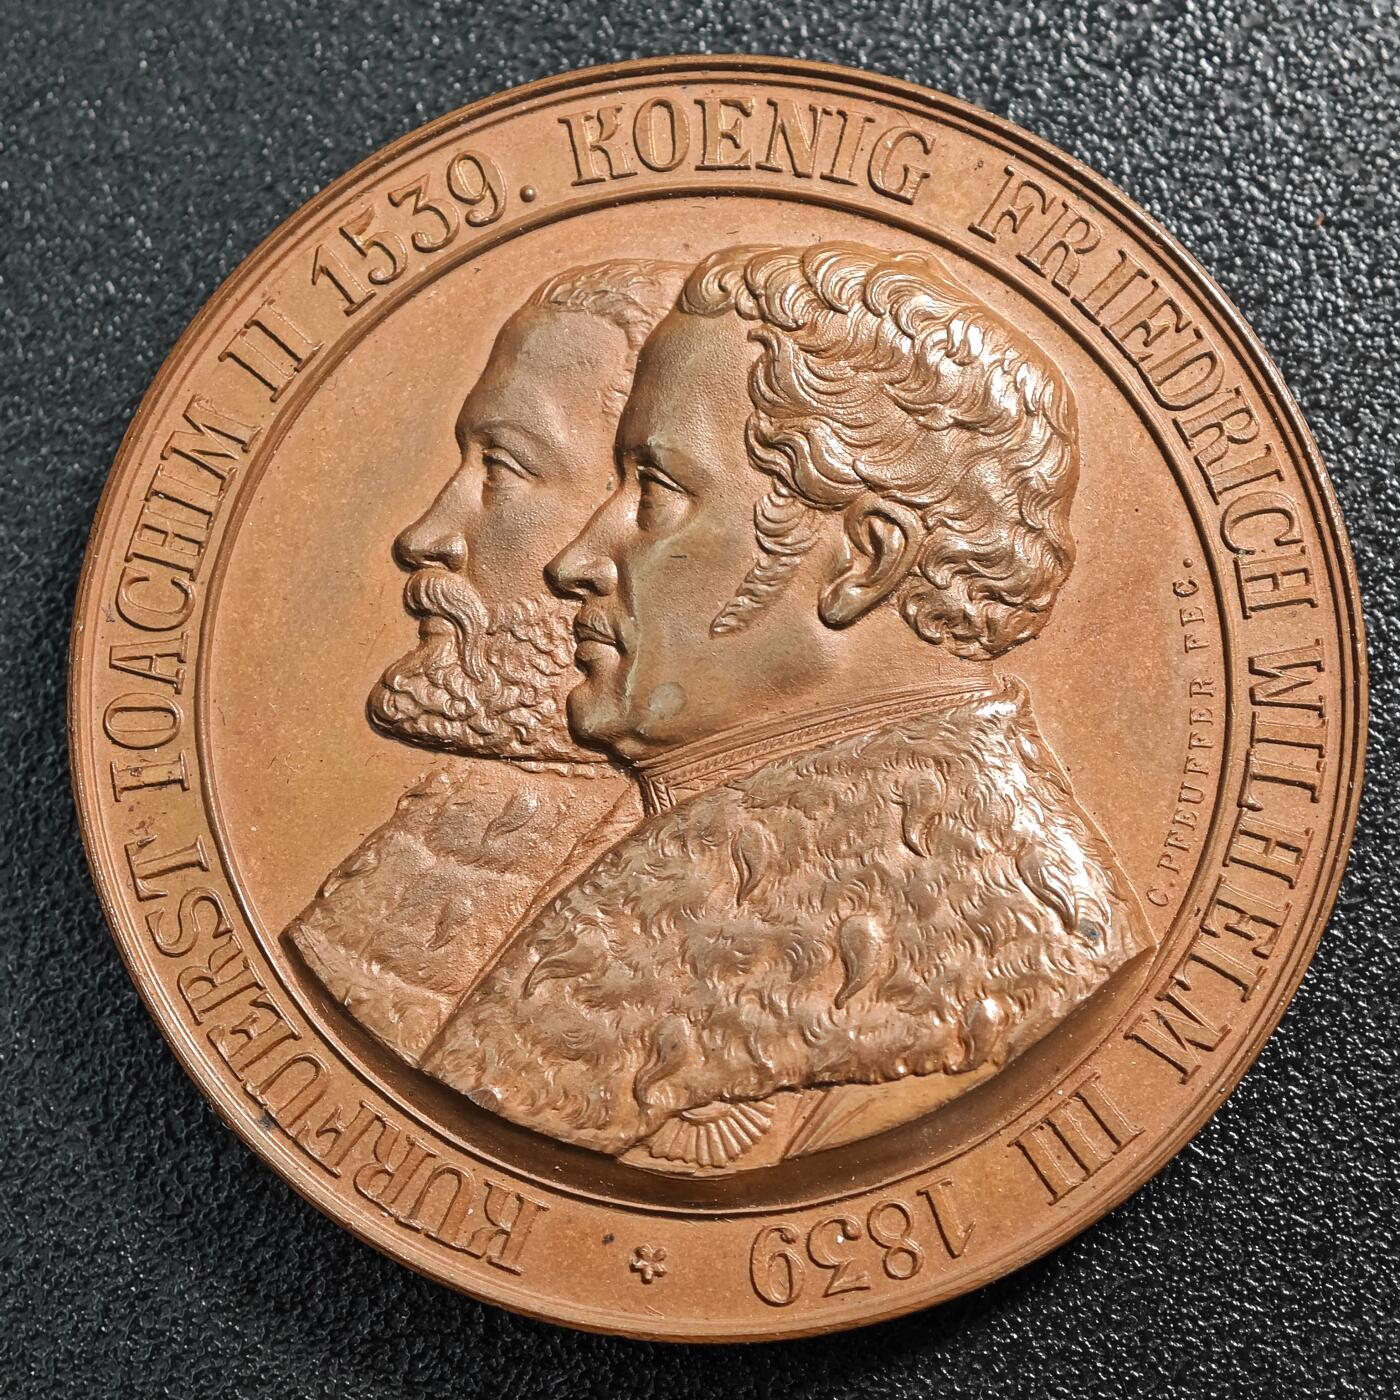 KURFUERST IOACHIM II 1539. KOENIG FRIEDRICH WILHELM III 1839
C. PFEUFFER FEC.